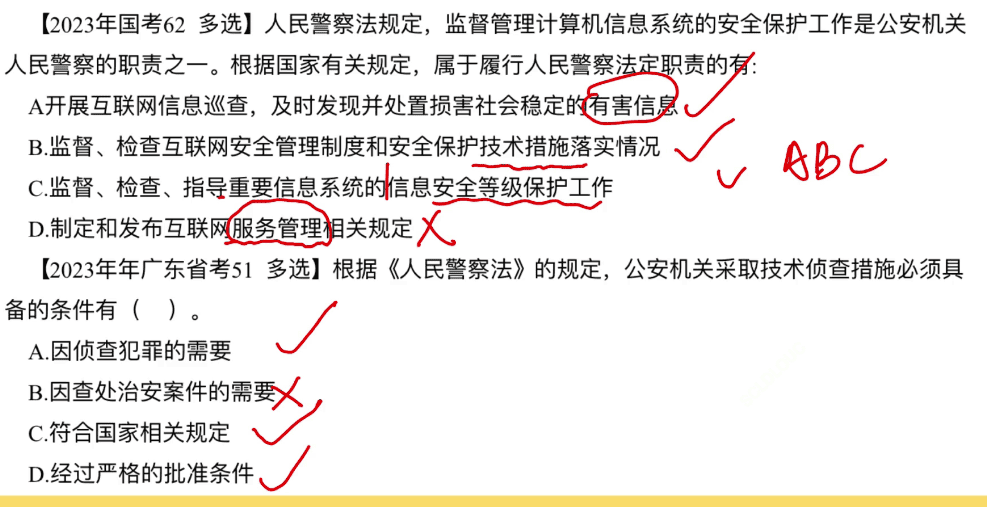 【2023年国考62 多选】人民警察法规定，监督管理计算机信息系统的安全保护工作是公安机关
人民警察的职责之一。根据国家有关规定，属于履行人民警察法定职责的有:
A开展互联网信息巡查，及时发现并处置损害社会稳定的有害信息
B.监督、检查互联网安全管理制度和安全保护技术措施落实情况
C.监督、检查、指导重要信息系统的信息安全等级保护工作
ABC
D.制定和发布互联网服务管理相关规定
【2023年年广东省考51 多选】根据《人民警察法》的规定，公安机关采取技术侦查措施必须具
备的条件有（ ）。
A.因侦查犯罪的需要
B.因查处治安案件的需要
C.符合国家相关规定
D.经过严格的批准条件